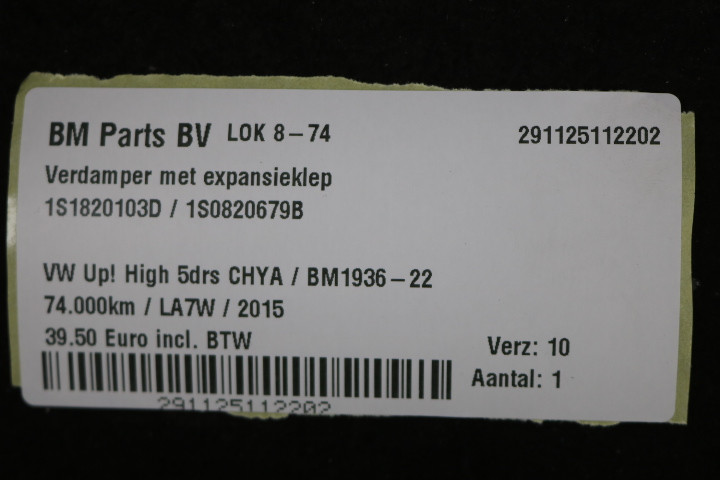 BM Parts BV LOK 8-74 291125112202
Verdamper met expansieklep
1S1820103D / 1S0820679B
VW Up! High 5drs CHYA / BM1936-22
74.000km / LA7W / 2015
39.50 Euro incl. BTW
Verz: 10
Aantal: 1
291125112202